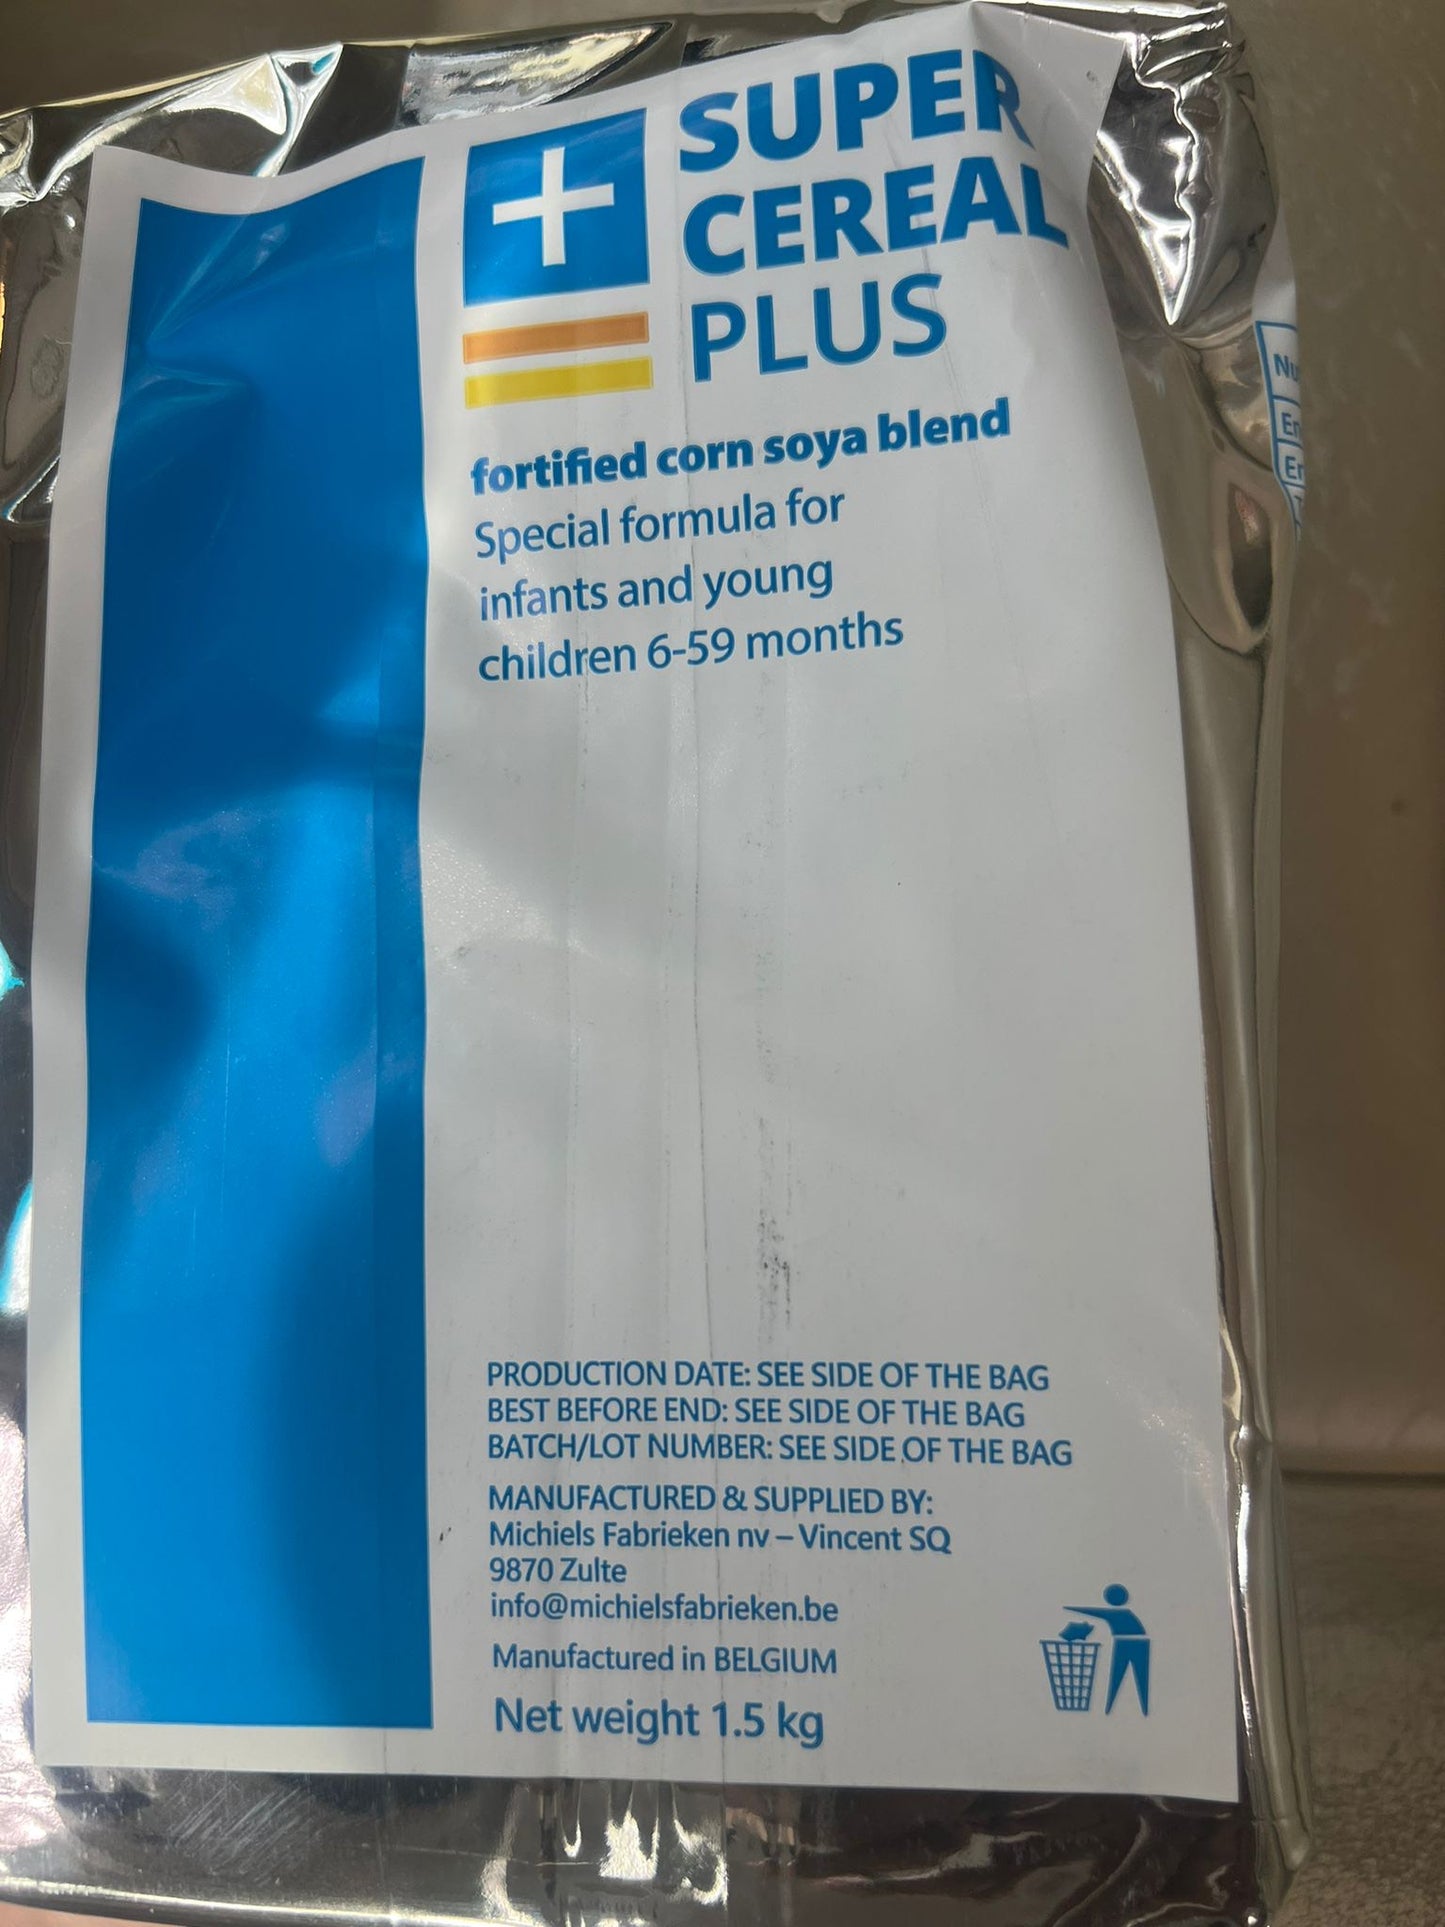 SUPER
CEREAL
PLUS
fortified corn soya blend
Special formula for
infants and young
children 6-59 months
PRODUCTION DATE: SEE SIDE OF THE BAG
BEST BEFORE END: SEE SIDE OF THE BAG
BATCH/LOT NUMBER: SEE SIDE OF THE BAG
MANUFACTURED & SUPPLIED BY:
Michiels Fabrieken nv – Vincent SQ
9870 Zulte
info@michielsfabrieken.be
Manufactured in BELGIUM
Net weight 1.5 kg